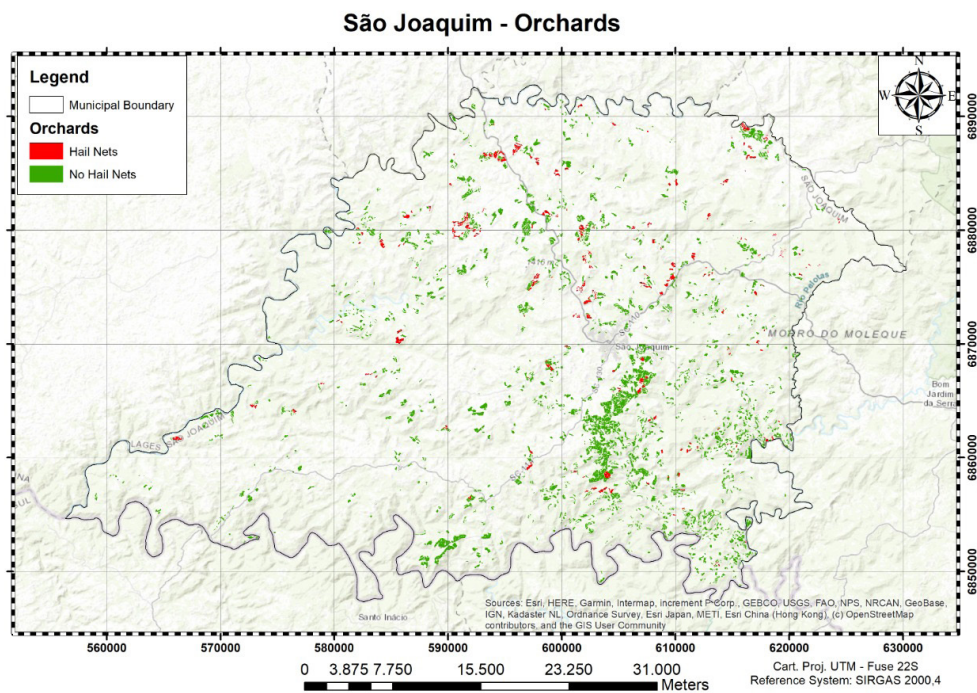 São Joaquim - Orchards
Legend
Municipal Boundary
Orchards
Hail Nets
No Hail Nets
N
W E
S
6890000
6880000
6870000
6880000
6880000
SÃO JOAQUIM
Rio Pelotas
MORRO DO MOLEQUE
São Joaquim
Bom
Jardim
da Serra
LAGES
SÃO JOAQUIM
Santo Inácio
Sources: Esri, HERE, Garmin, Intermap, increment P Corp., GEBCO, USGS, FAO, NPS, NRCAN, GeoBase,
IGN, Kadaster NL, Ordnance Survey, Esri Japan, METI, Esri China (Hong Kong), (c) OpenStreetMap
contributors, and the GIS User Community
560000 570000 580000 590000 600000 610000 620000 630000
0 3.875 7.750 15.500 23.250 31.000
Meters
Cart. Proj. UTM - Fuse 22S
Reference System: SIRGAS 2000,4